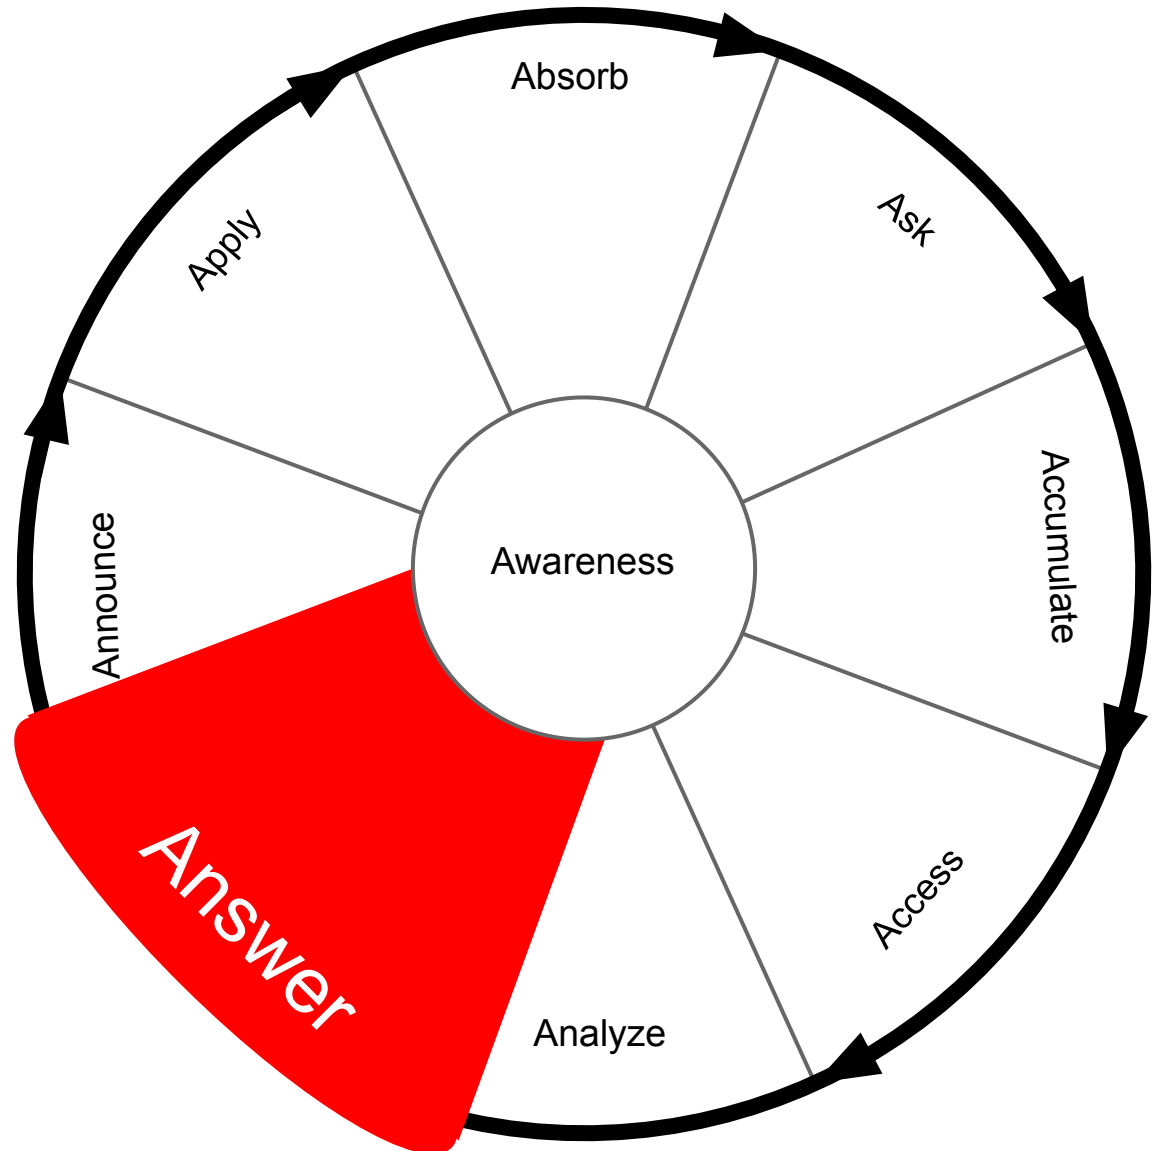 Absorb
Ask
Accumulate
Access
Analyze
Answer
Announce
Apply
Awareness